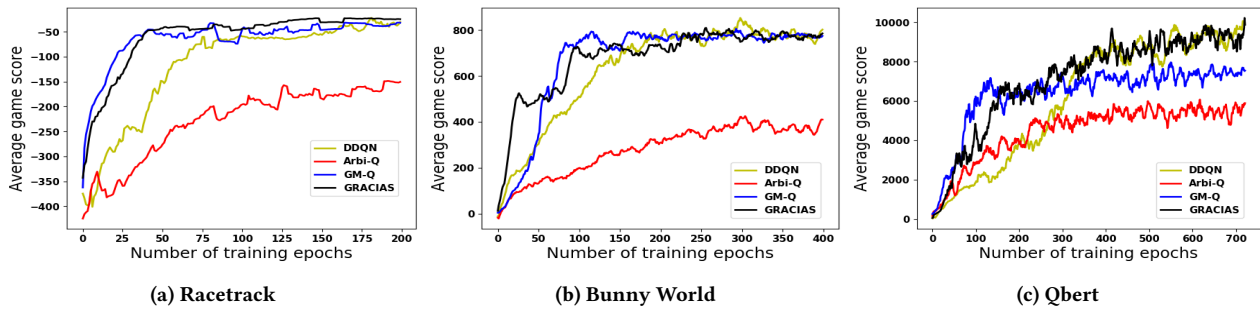 Average game score
−50
−100
−150
−200
−250
−300
−350
−400
0 25 50 75 100 125 150 175 200
Number of training epochs
DDQN
Arbi-Q
GM-Q
GRACIAS
(a) Racetrack
Average game score
800
600
400
200
0
0 50 100 150 200 250 300 350 400
Number of training epochs
DDQN
Arbi-Q
GM-Q
GRACIAS
(b) Bunny World
Average game score
10000
8000
6000
4000
2000
0
0 100 200 300 400 500 600 700
Number of training epochs
DDQN
Arbi-Q
GM-Q
GRACIAS
(c) Qbert